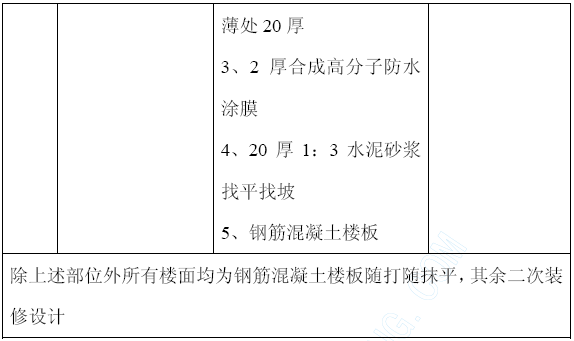 薄处 20 厚
3、2 厚合成高分子防水
涂膜
4、20 厚 1：3 水泥砂浆
找平找坡
5、钢筋混凝土楼板
除上述部位外所有楼面均为钢筋混凝土楼板随打随抹平，其余二次装
修设计